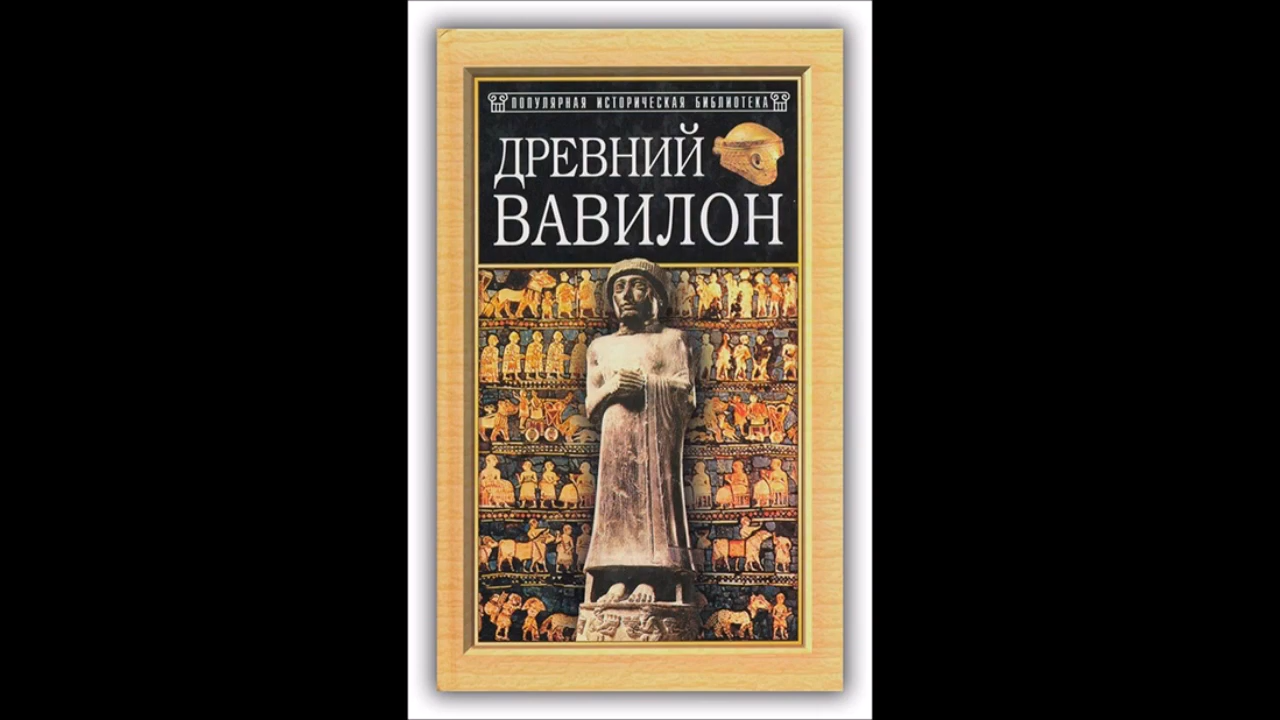 ПОПУЛЯРНАЯ ИСТОРИЧЕСКАЯ БИБЛИОТЕКА
ДРЕВНИЙ
ВАВИЛОН